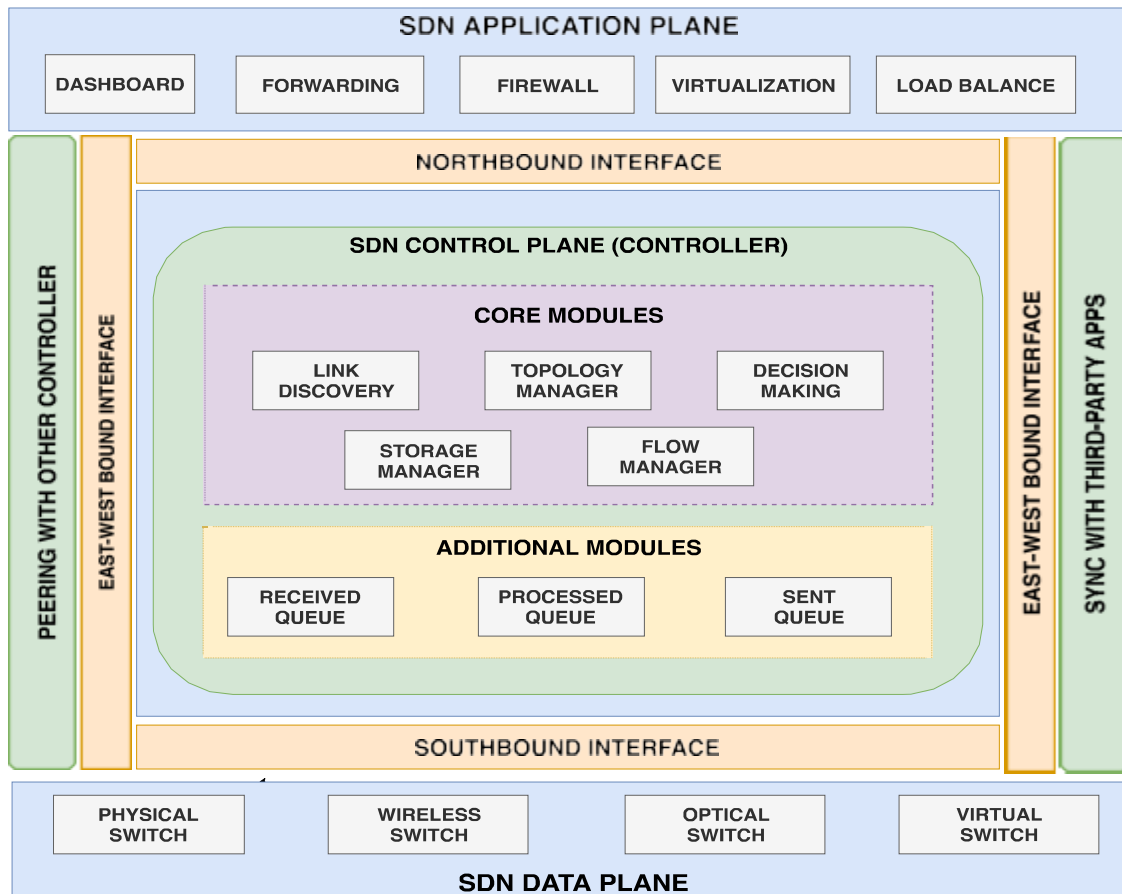 SDN APPLICATION PLANE
DASHBOARD
FORWARDING
FIREWALL
VIRTUALIZATION
LOAD BALANCE
NORTHBOUND INTERFACE
PEERING WITH OTHER CONTROLLER
EAST-WEST BOUND INTERFACE
SDN CONTROL PLANE (CONTROLLER)
CORE MODULES
LINK
DISCOVERY
TOPOLOGY
MANAGER
DECISION
MAKING
STORAGE
MANAGER
FLOW
MANAGER
ADDITIONAL MODULES
RECEIVED
QUEUE
PROCESSED
QUEUE
SENT
QUEUE
EAST-WEST BOUND INTERFACE
SYNC WITH THIRD-PARTY APPS
SOUTHBOUND INTERFACE
PHYSICAL
SWITCH
WIRELESS
SWITCH
OPTICAL
SWITCH
VIRTUAL
SWITCH
SDN DATA PLANE